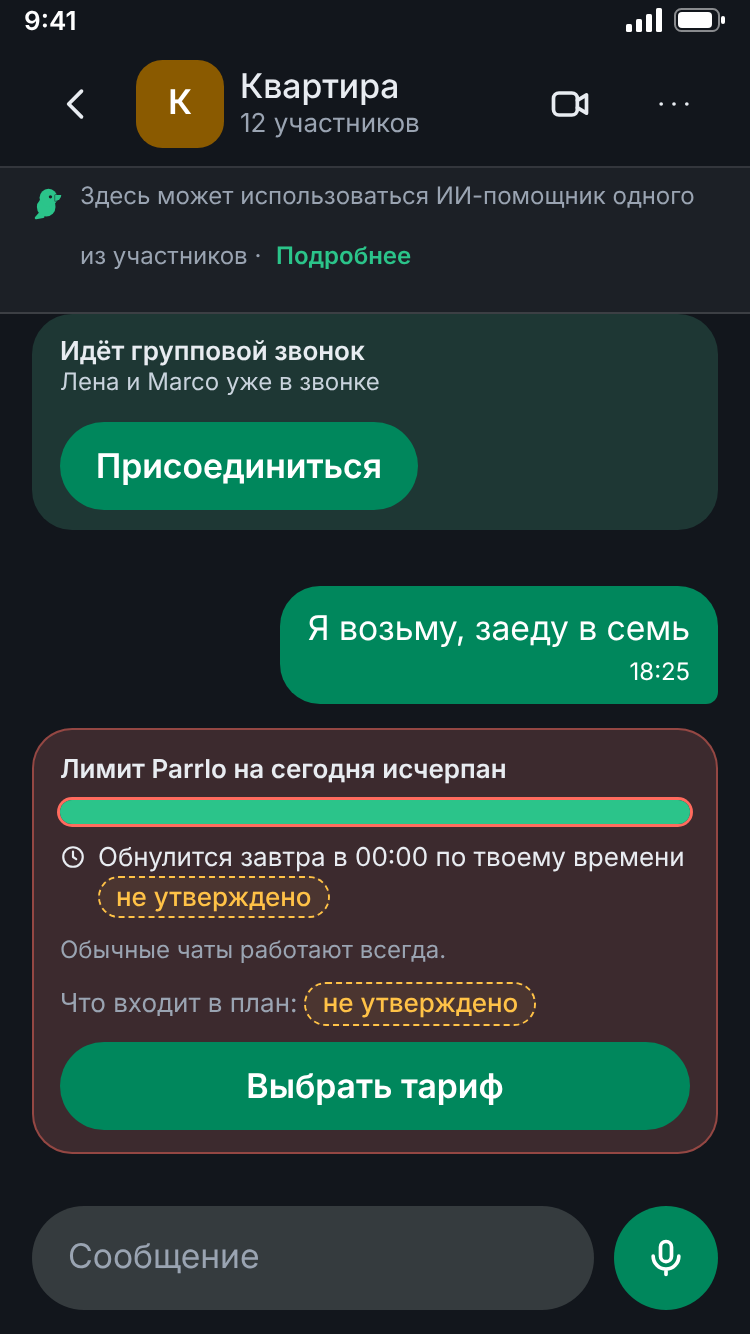 9:41
К
Квартира
12 участников
···
Здесь может использоваться ИИ-помощник одного
из участников · Подробнее
Идёт групповой звонок
Лена и Marco уже в звонке
Присоединиться
Я возьму, заеду в семь
18:25
Лимит Parrlo на сегодня исчерпан
Обнулится завтра в 00:00 по твоему времени
не утверждено
Обычные чаты работают всегда.
Что входит в план: не утверждено
Выбрать тариф
Сообщение